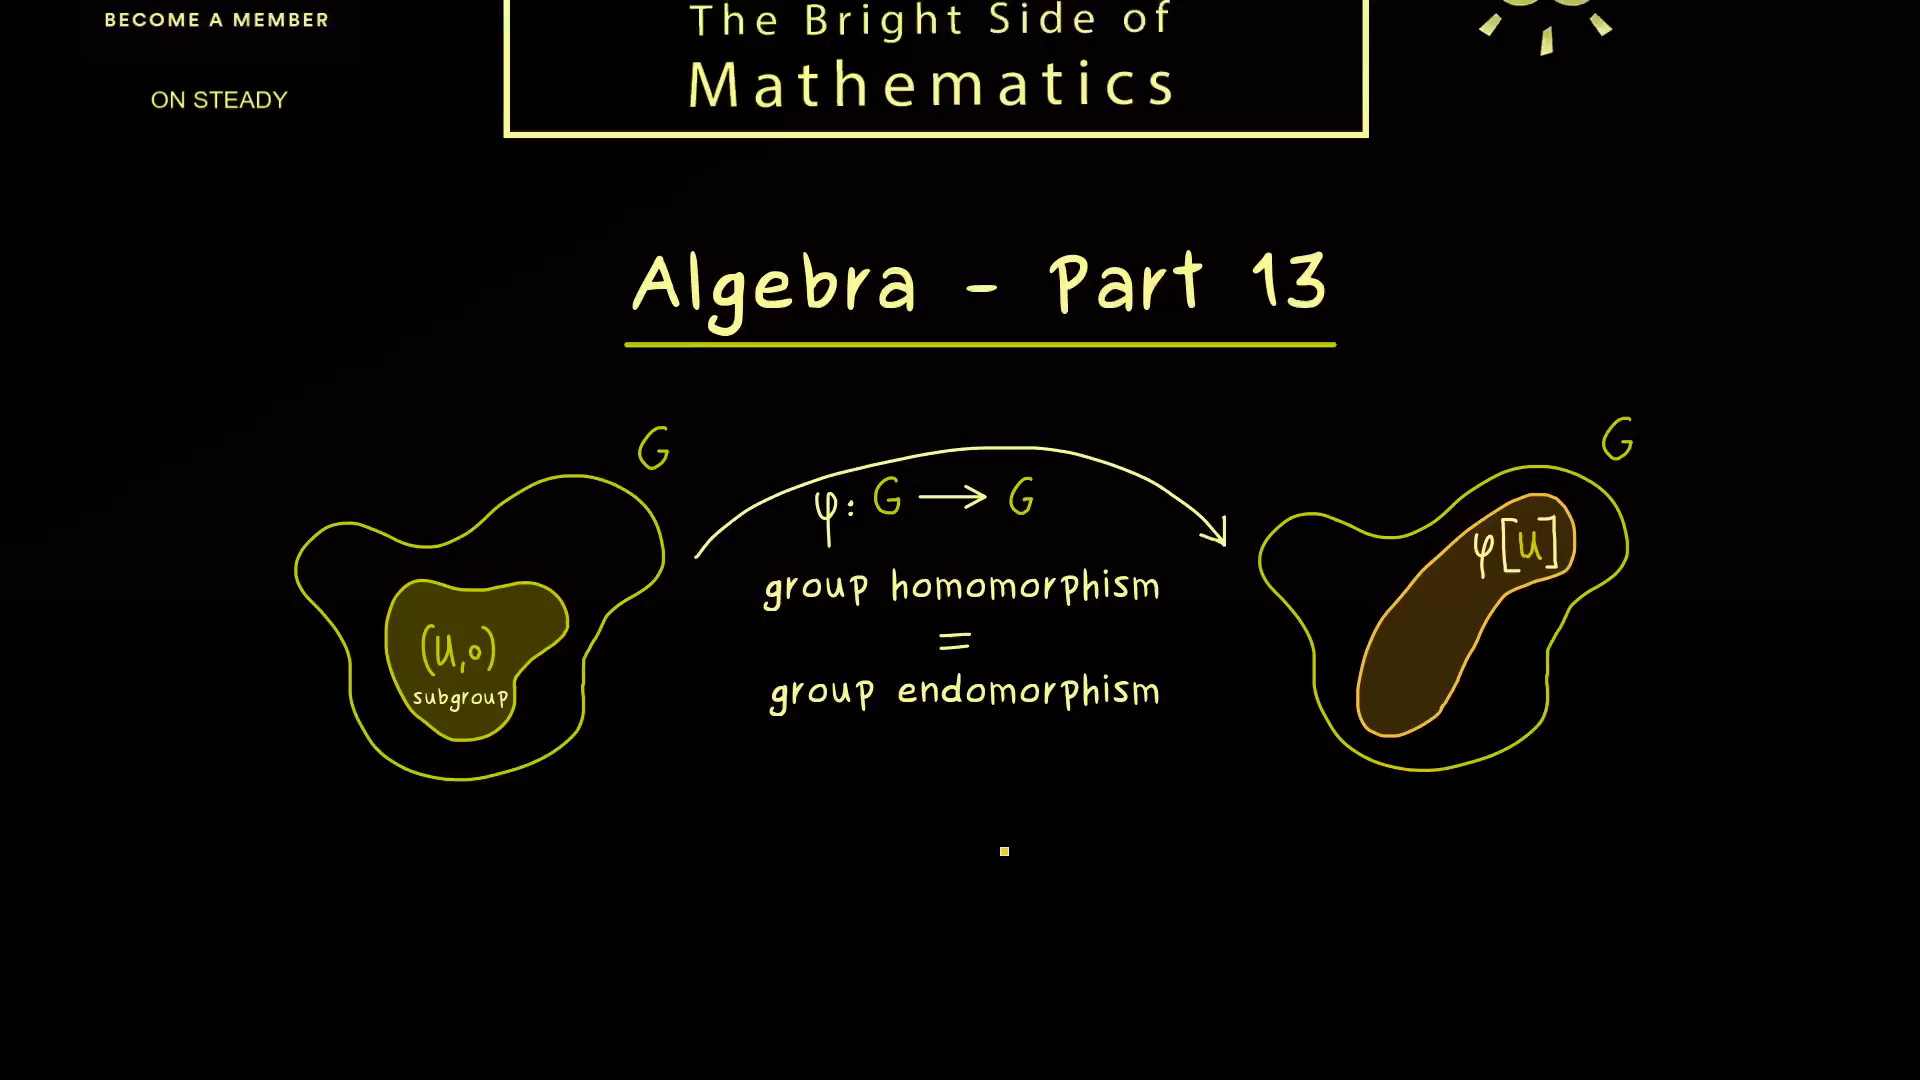 BECOME A MEMBER
ON STEADY
The Bright Side of
Mathematics
Algebra - Part 13
G
G
φ: G ⟶ G
φ[U]
group homomorphism
=
(U,∘)
subgroup
group endomorphism